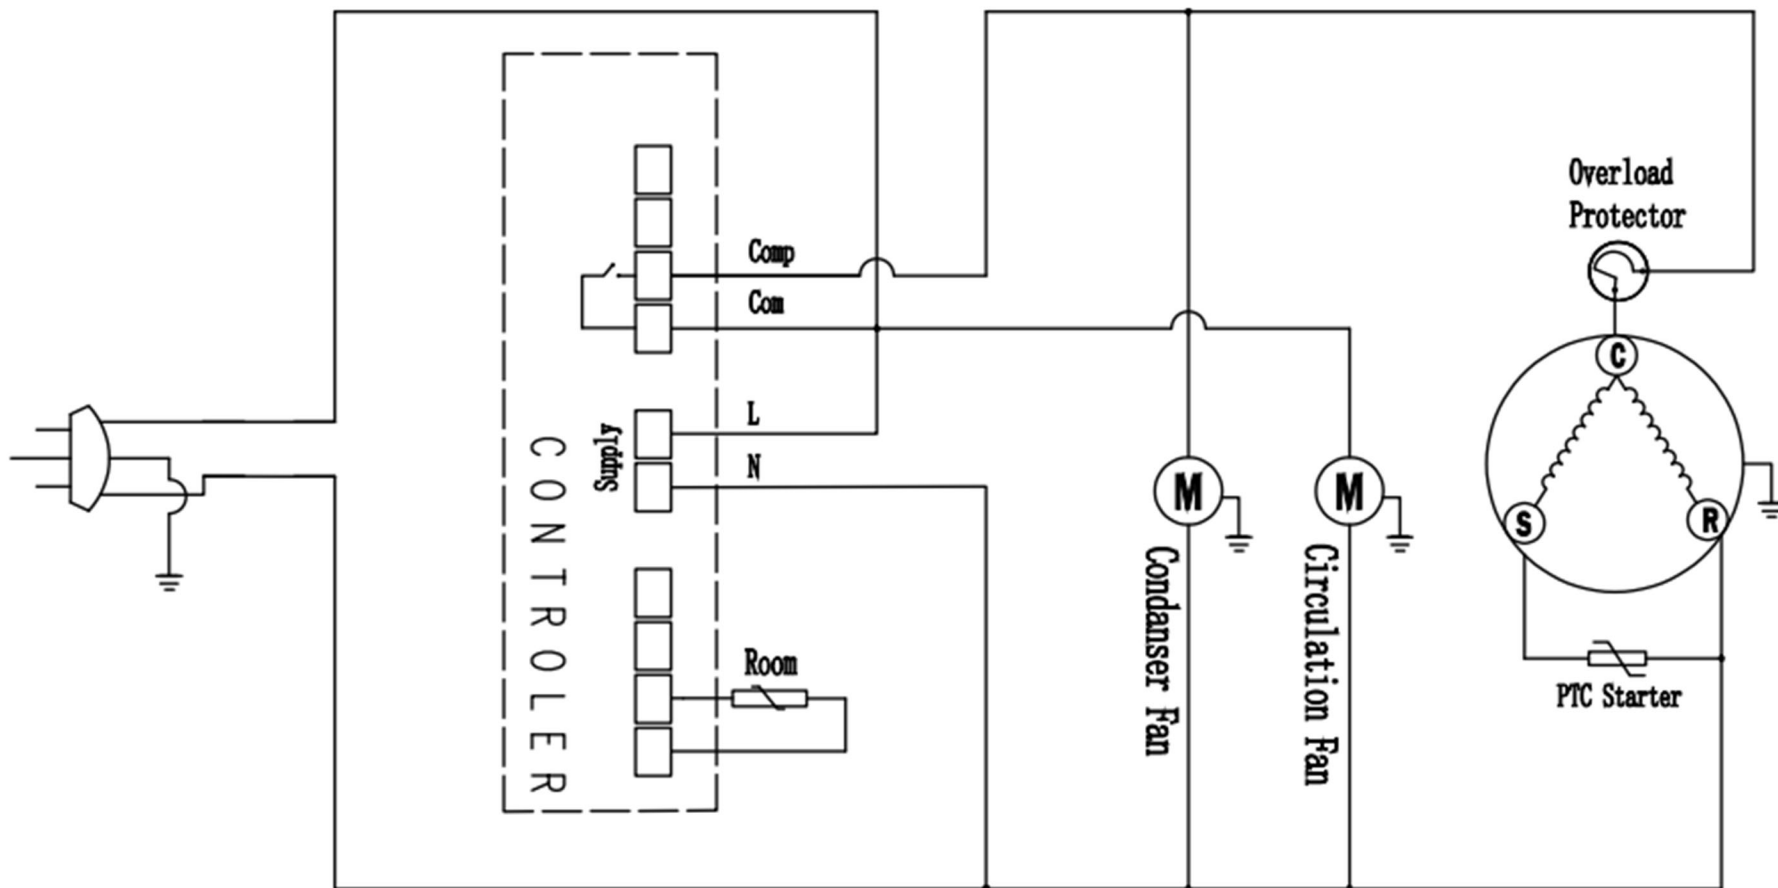 Overload
Protector
Comp
Com
C
L
N
Supply
CONTROLER
M
M
S
R
Room
Condanser Fan
Circulation Fan
PTC Starter